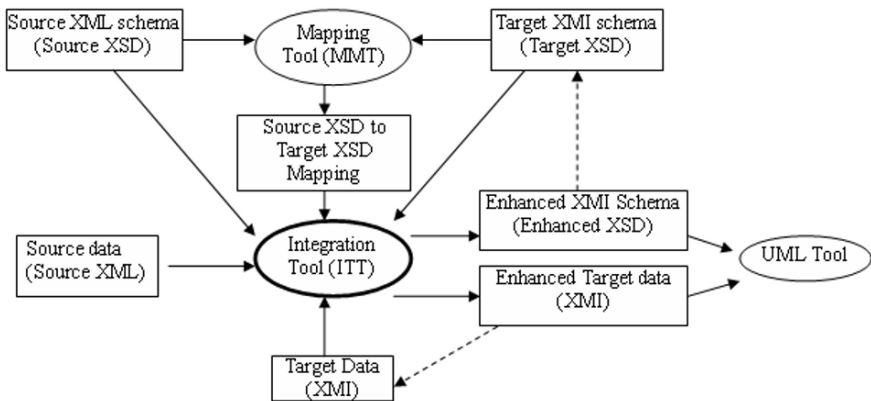 Source XML schema
(Source XSD)
Mapping
Tool (MMT)
Target XMI schema
(Target XSD)
Source XSD to
Target XSD
Mapping
Enhanced XMI Schema
(Enhanced XSD)
Source data
(Source XML)
Integration
Tool (ITT)
UML Tool
Enhanced Target data
(XMI)
Target Data
(XMI)